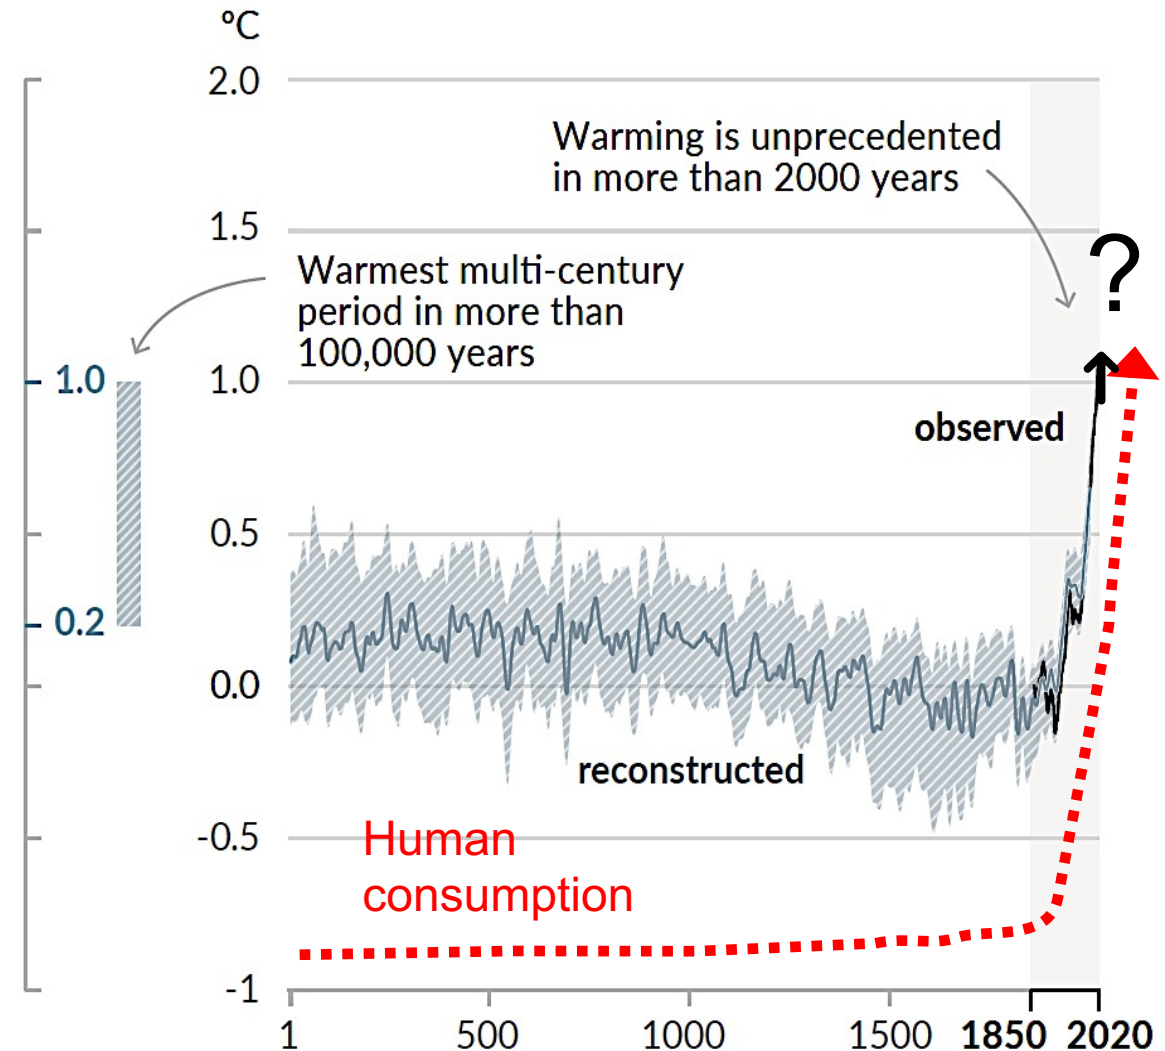 ºC
2.0
Warming is unprecedented
in more than 2000 years
1.5
?
Warmest multi-century
period in more than
100,000 years
1.0
1.0
observed
0.5
0.2
0.0
reconstructed
-0.5
Human
consumption
-1
1 500 1000 1500 1850 2020